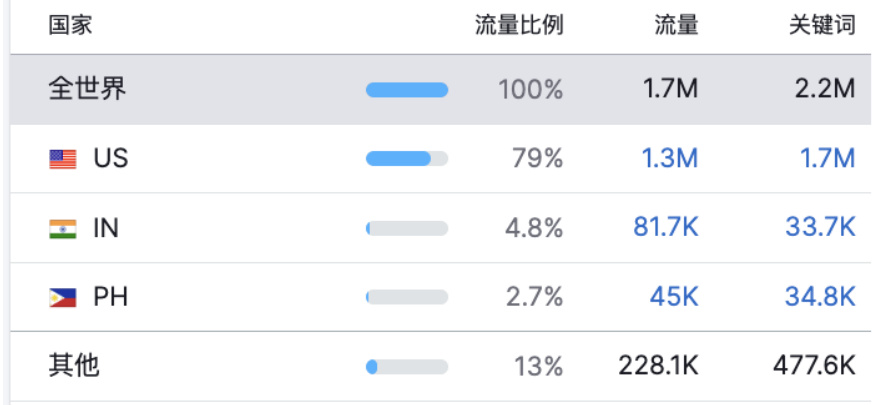 国家 流量比例 流量 关键词
全世界 100% 1.7M 2.2M
US 79% 1.3M 1.7M
IN 4.8% 81.7K 33.7K
PH 2.7% 45K 34.8K
其他 13% 228.1K 477.6K